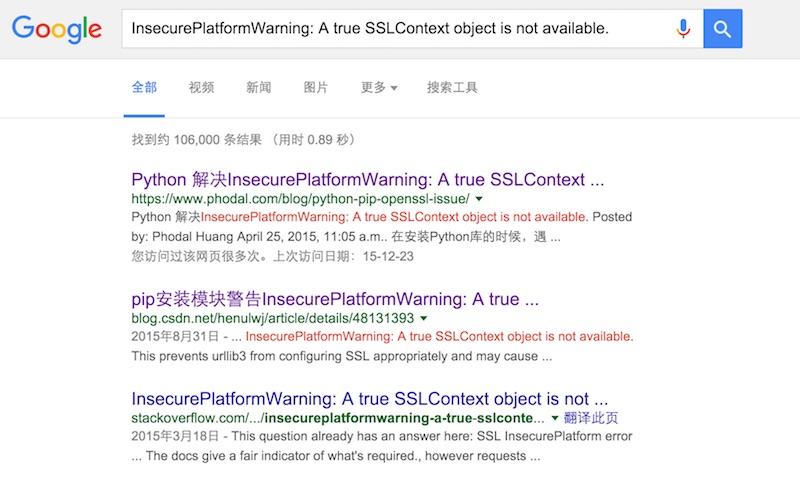 Google InsecurePlatformWarning: A true SSLContext object is not available.
全部 视频 新闻 图片 更多 搜索工具
找到约 106,000 条结果 （用时 0.89 秒）
Python 解决InsecurePlatformWarning: A true SSLContext ...
https://www.phodal.com/blog/python-pip-openssl-issue/
Python 解决InsecurePlatformWarning: A true SSLContext object is not available. Posted
by: Phodal Huang April 25, 2015, 11:05 a.m.. 在安装Python库的时候，遇 ...
您访问过该网页很多次。上次访问日期：15-12-23
pip安装模块警告InsecurePlatformWarning: A true ...
blog.csdn.net/henulwj/article/details/48131393
2015年8月31日 - ... InsecurePlatformWarning: A true SSLContext object is not available.
This prevents urllib3 from configuring SSL appropriately and may cause ...
InsecurePlatformWarning: A true SSLContext object is not ...
stackoverflow.com/.../insecureplatformwarning-a-true-sslconte... 翻译此页
2015年3月18日 - This question already has an answer here: SSL InsecurePlatform error
... The docs give a fair indicator of what's required., however requests ...